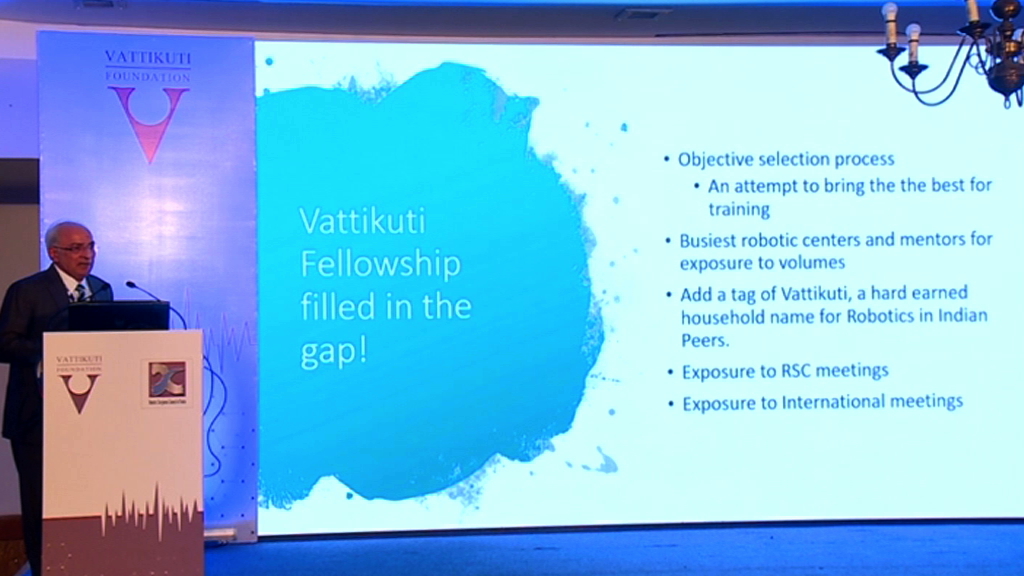 VATTIKUTI
FOUNDATION
Vattikuti
Fellowship
filled in the
gap!
• Objective selection process
• An attempt to bring the the best for
training
• Busiest robotic centers and mentors for
exposure to volumes
• Add a tag of Vattikuti, a hard earned
household name for Robotics in Indian
Peers.
• Exposure to RSC meetings
• Exposure to International meetings
VATTIKUTI
FOUNDATION